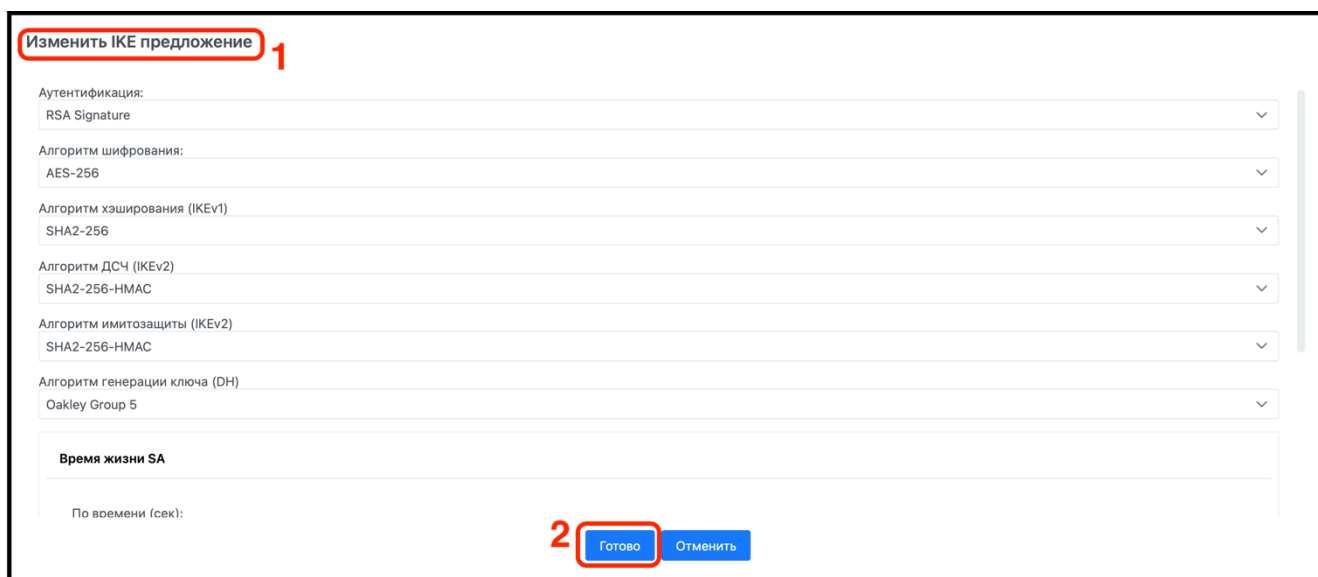 Изменить IKE предложение
1
Аутентификация:
RSA Signature
Алгоритм шифрования:
AES-256
Алгоритм хэширования (IKEv1)
SHA2-256
Алгоритм ДСЧ (IKEv2)
SHA2-256-HMAC
Алгоритм имитозащиты (IKEv2)
SHA2-256-HMAC
Алгоритм генерации ключа (DH)
Oakley Group 5
Время жизни SA
По времени (сек):
2
Готово Отменить